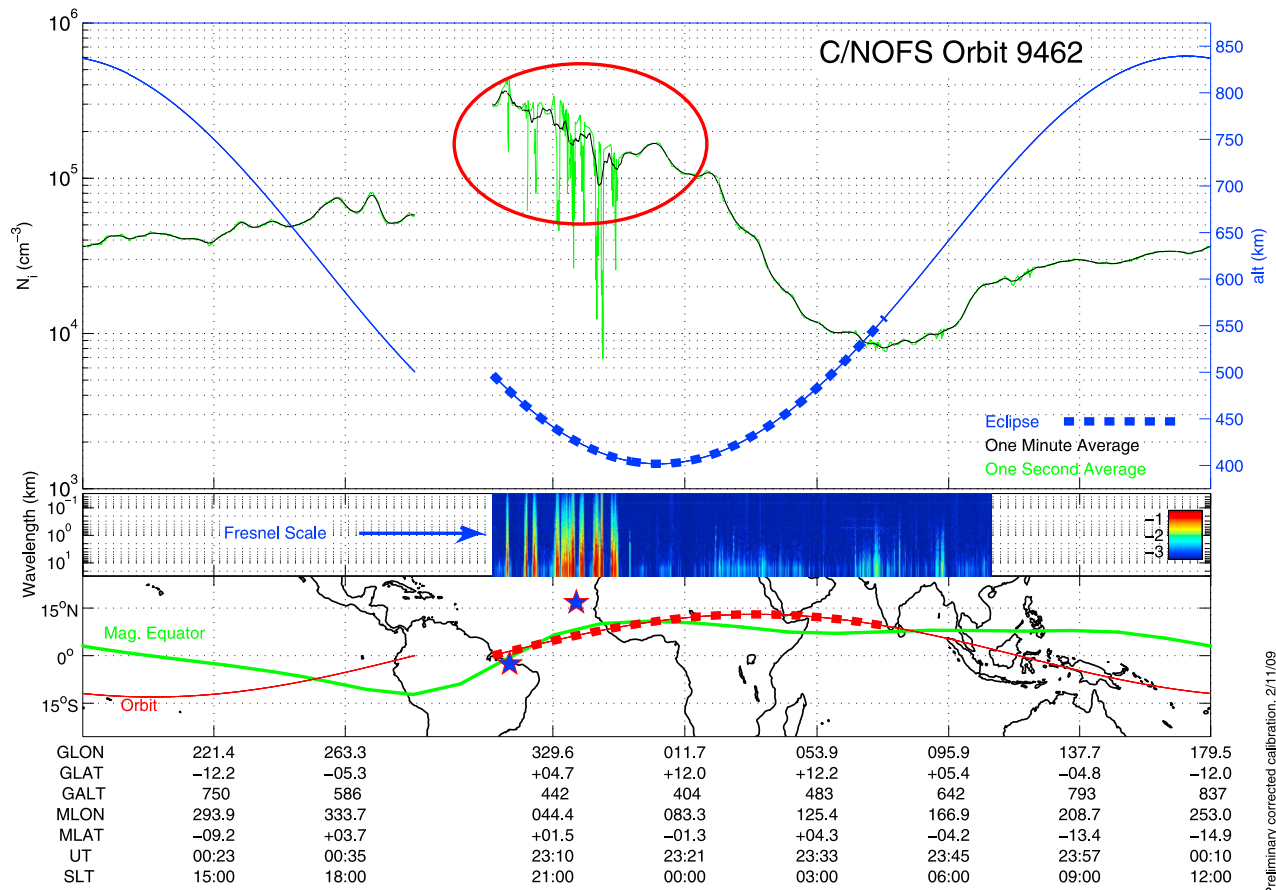 C/NOFS Orbit 9462
10^6
10^5
10^4
10^3
N_i (cm^−3)
850
800
750
700
650
600
550
500
450
400
alt (km)
Eclipse
One Minute Average
One Second Average
Wavelength (km)
10^−1
10^0
10^1
Fresnel Scale
−1
−2
−3
15°N
0°
15°S
Mag. Equator
Orbit
GLON 221.4 263.3 329.6 011.7 053.9 095.9 137.7 179.5
GLAT −12.2 −05.3 +04.7 +12.0 +12.2 +05.4 −04.8 −12.0
GALT 750 586 442 404 483 642 793 837
MLON 293.9 333.7 044.4 083.3 125.4 166.9 208.7 253.0
MLAT −09.2 +03.7 +01.5 −01.3 +04.3 −04.2 −13.4 −14.9
UT 00:23 00:35 23:10 23:21 23:33 23:45 23:57 00:10
SLT 15:00 18:00 21:00 00:00 03:00 06:00 09:00 12:00
Preliminary corrected calibration, 2/11/09